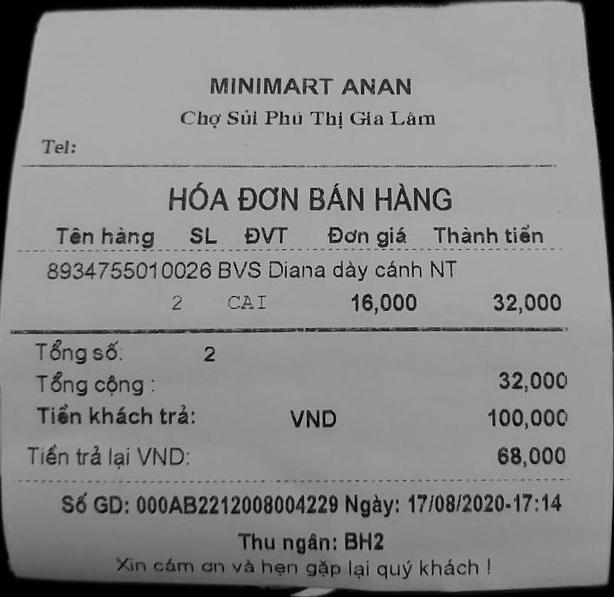 MINIMART ANAN
Chợ Sủi Phú Thị Gia Lâm
Tel:
HÓA ĐƠN BÁN HÀNG
Tên hàng SL ĐVT Đơn giá Thành tiền
8934755010026 BVS Diana dày cánh NT
2 CAI 16,000 32,000
Tổng số: 2
Tổng cộng : 32,000
Tiền khách trả: VND 100,000
Tiền trả lại VND: 68,000
Số GD: 000AB2212008004229 Ngày: 17/08/2020-17:14
Thu ngân: BH2
Xin cám ơn và hẹn gặp lại quý khách !